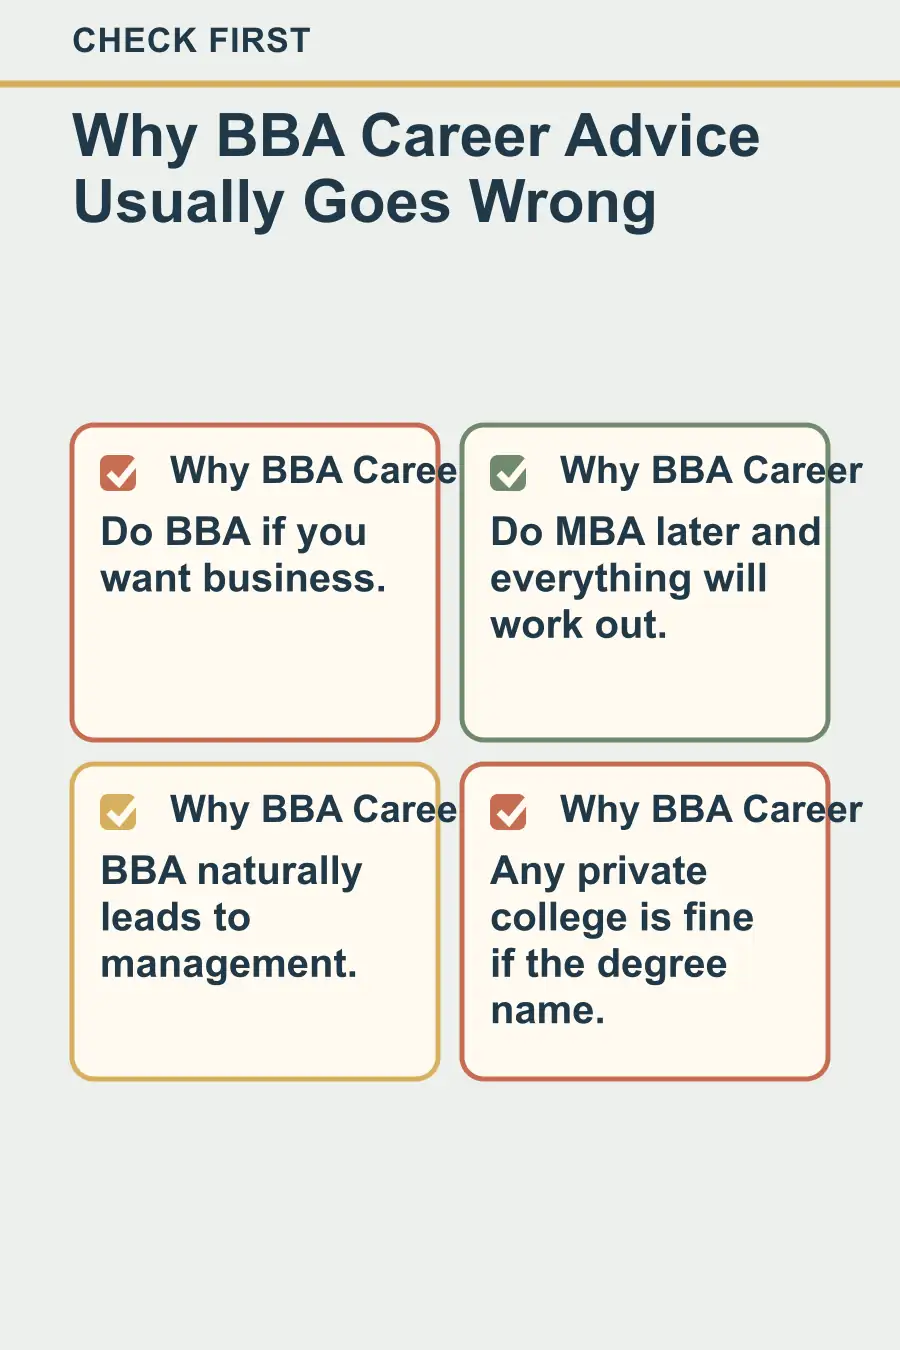 CHECK FIRST
Why BBA Career Advice
Usually Goes Wrong
Why BBA Caree
Do BBA if you
want business.
Why BBA Career
Do MBA later and
everything will
work out.
Why BBA Caree
BBA naturally
leads to
management.
Why BBA Career
Any private
college is fine
if the degree
name.